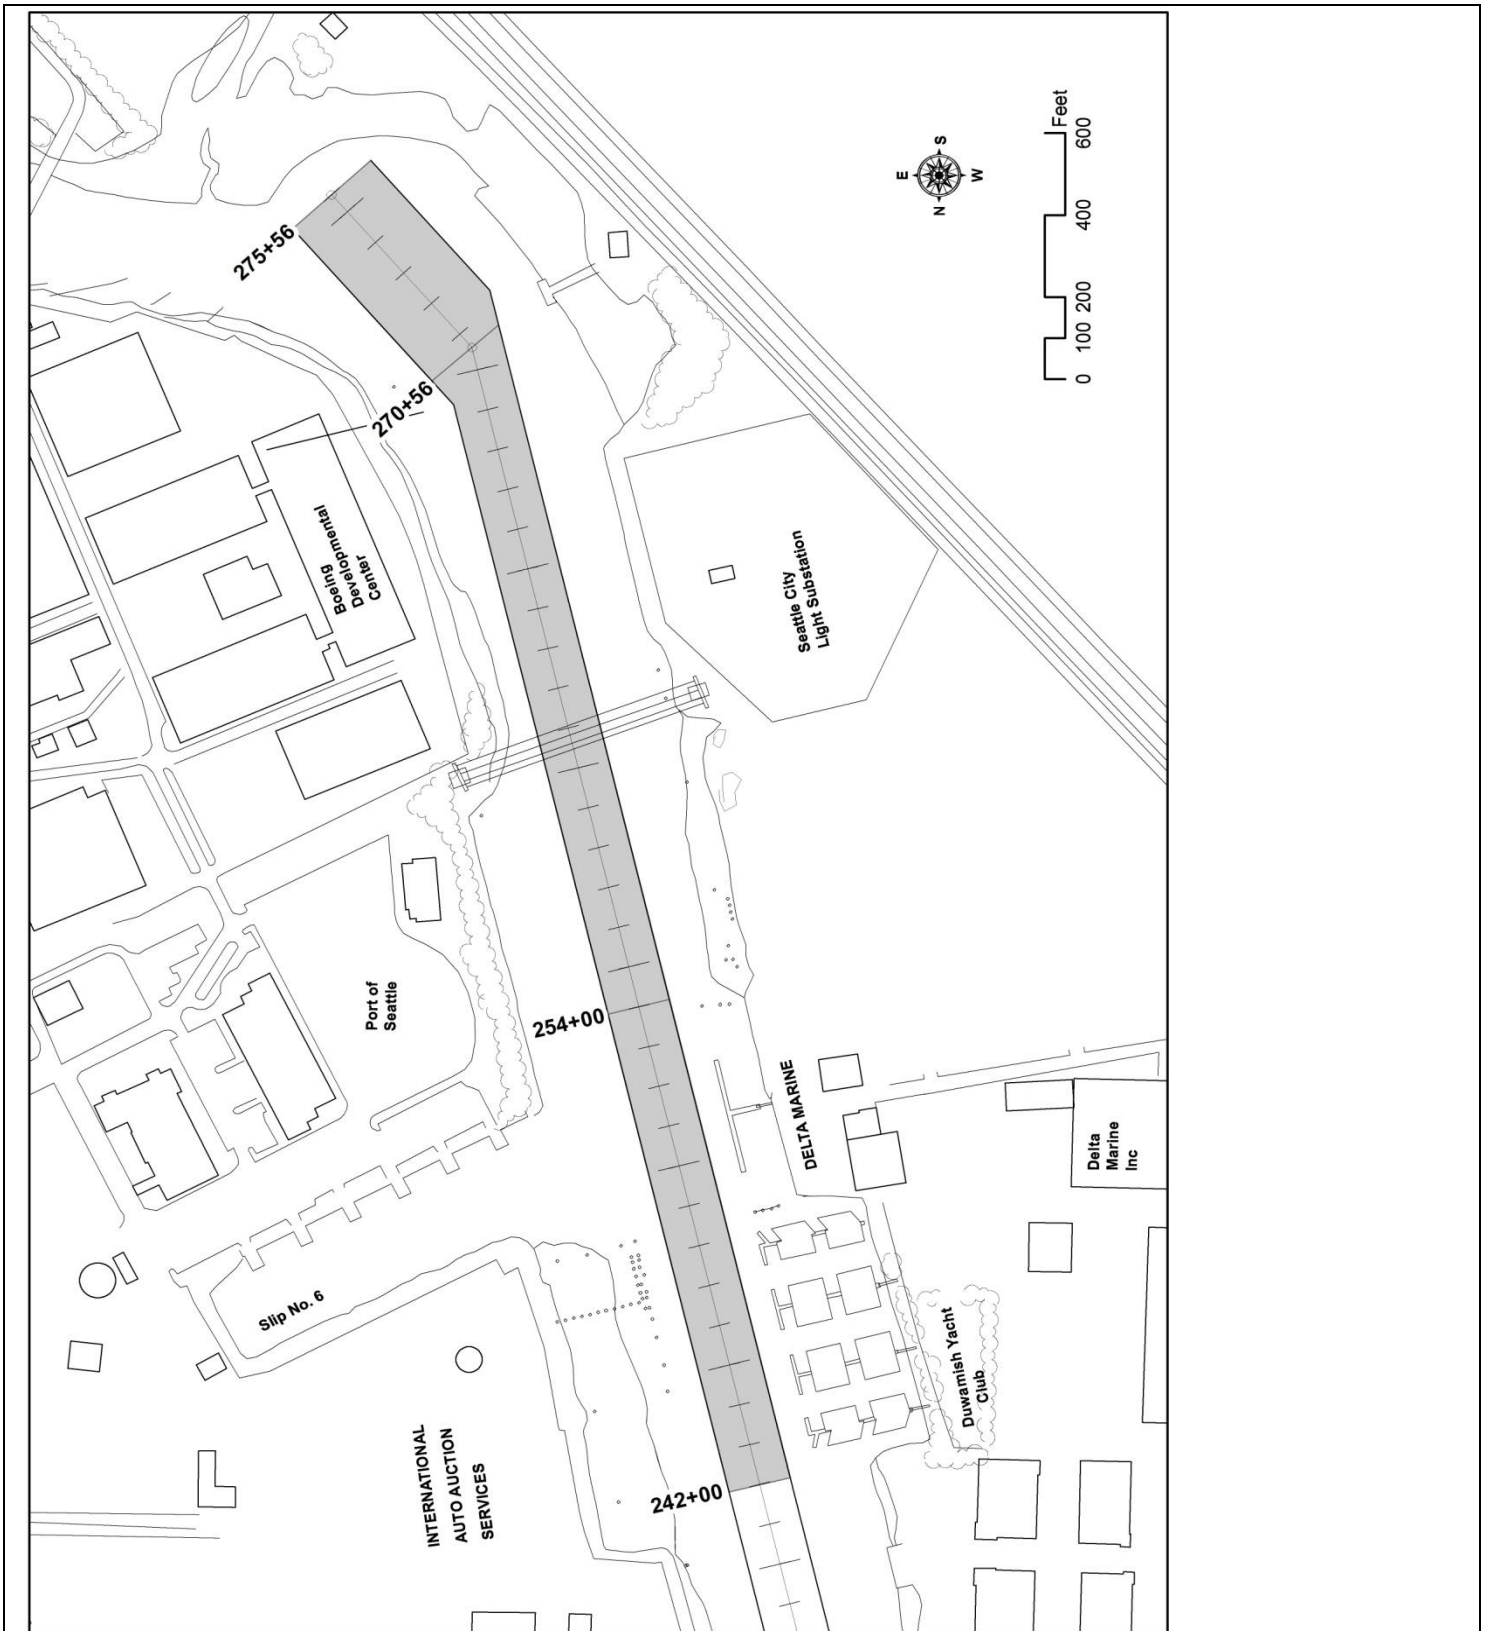 Feet
600
400
200
100
0
S
E
W
N
275+56
270+56
Boeing
Developmental
Center
Seattle City
Light Substation
Port of
Seattle
254+00
DELTA MARINE
Delta
Marine
Inc
Slip No. 6
Duwamish Yacht
Club
INTERNATIONAL
AUTO AUCTION
SERVICES
242+00